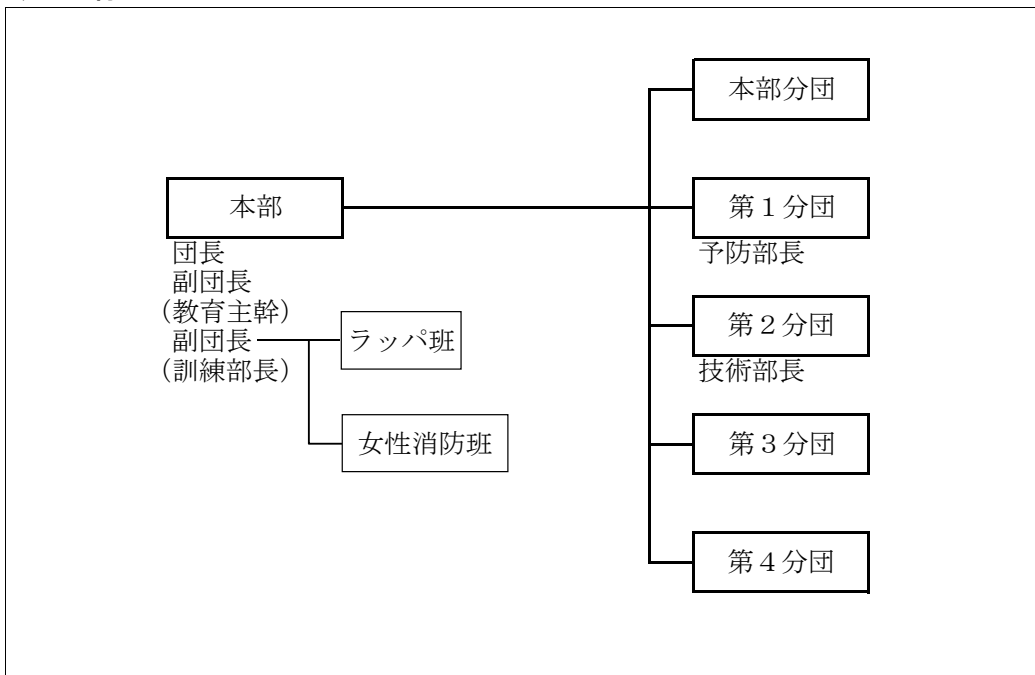 本部
団長
副団長
(教育主幹)
副団長
(訓練部長)
ラッパ班
女性消防班
本部分団
第１分団
予防部長
第２分団
技術部長
第３分団
第４分団